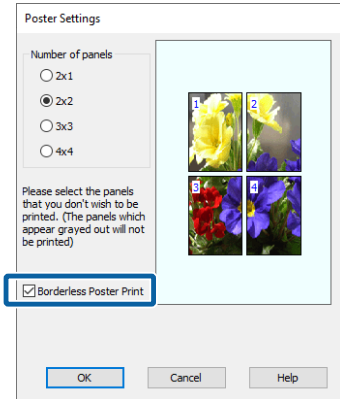 Poster Settings
Number of panels
2x1
2x2
3x3
4x4
Please select the panels
that you don't wish to be
printed. (The panels which
appear grayed out will not
be printed)
1 2
3 4
Borderless Poster Print
OK Cancel Help